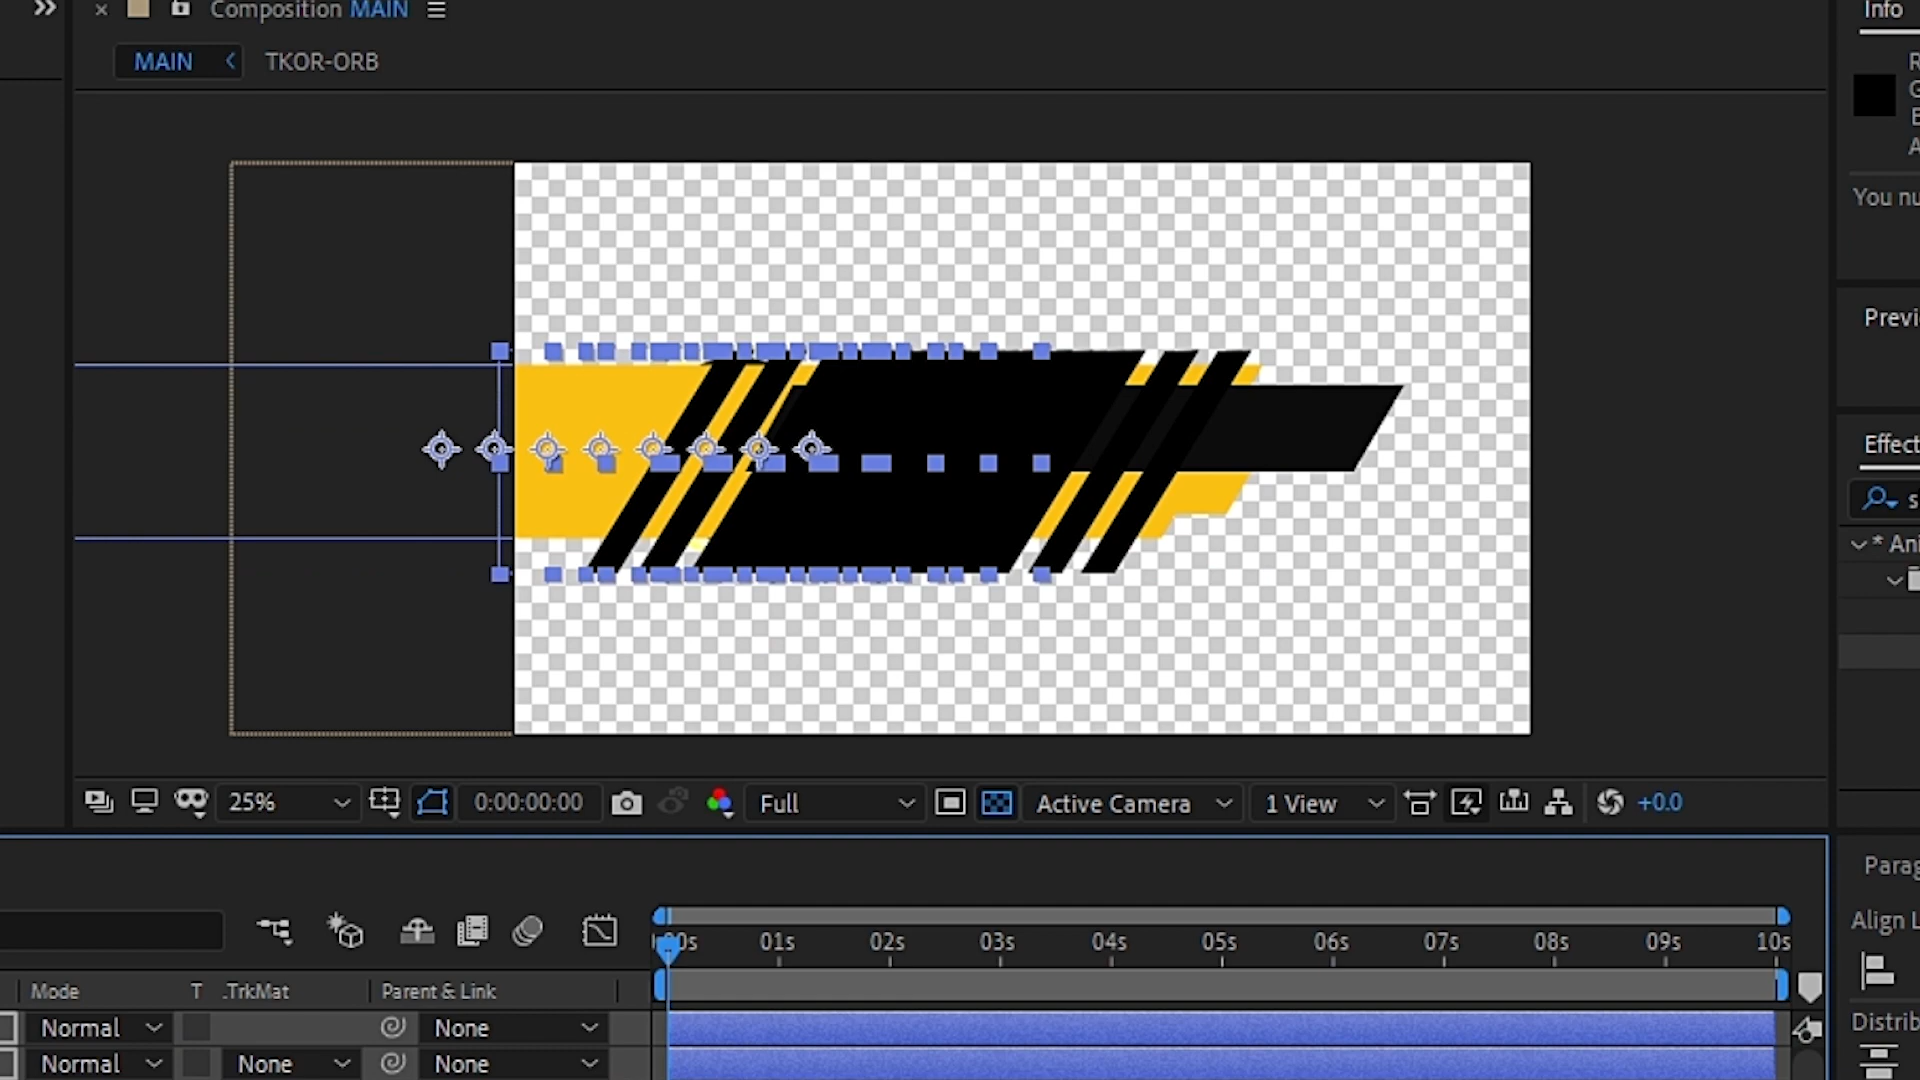 Composition MAIN
Info
MAIN TKOR-ORB
You nu
Previ
Effect
* Ani
25% 0:00:00:00 Full Active Camera 1 View +0.0
Parag
Align L
01s 02s 03s 04s 05s 06s 07s 08s 09s 10s
Mode T .TrkMat Parent & Link
Distrib
Normal None
Normal None None